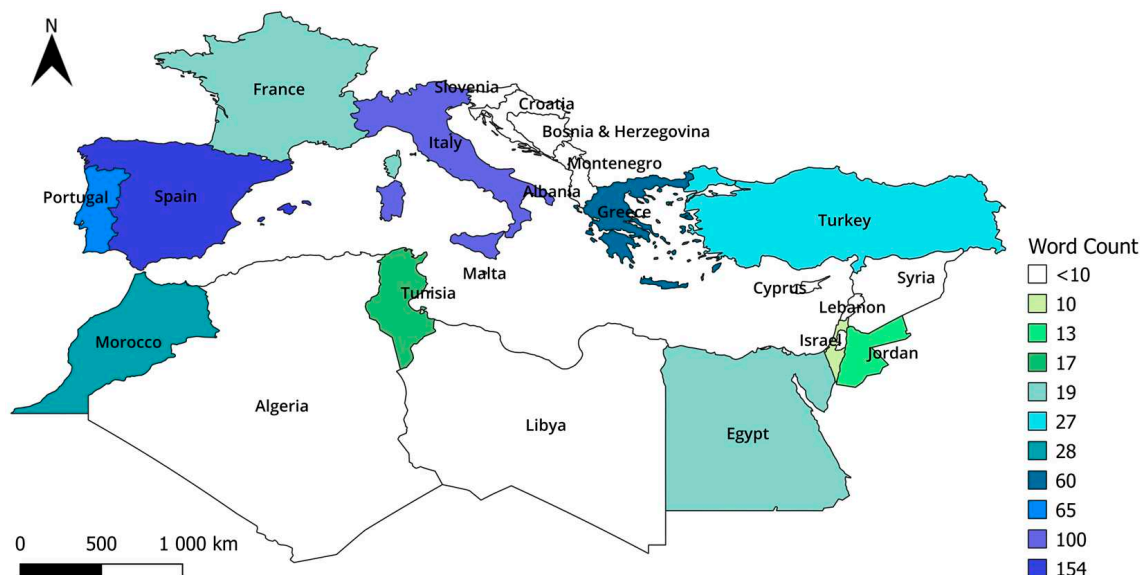 N
France
Slovenia
Croatia
Bosnia & Herzegovina
Italy
Montenegro
Albania
Portugal
Spain
Greece
Turkey
Malta
Tunisia
Cyprus
Syria
Lebanon
Israel
Jordan
Morocco
Algeria
Libya
Egypt
Word Count
<10
10
13
17
19
27
28
60
65
100
154
0 500 1 000 km